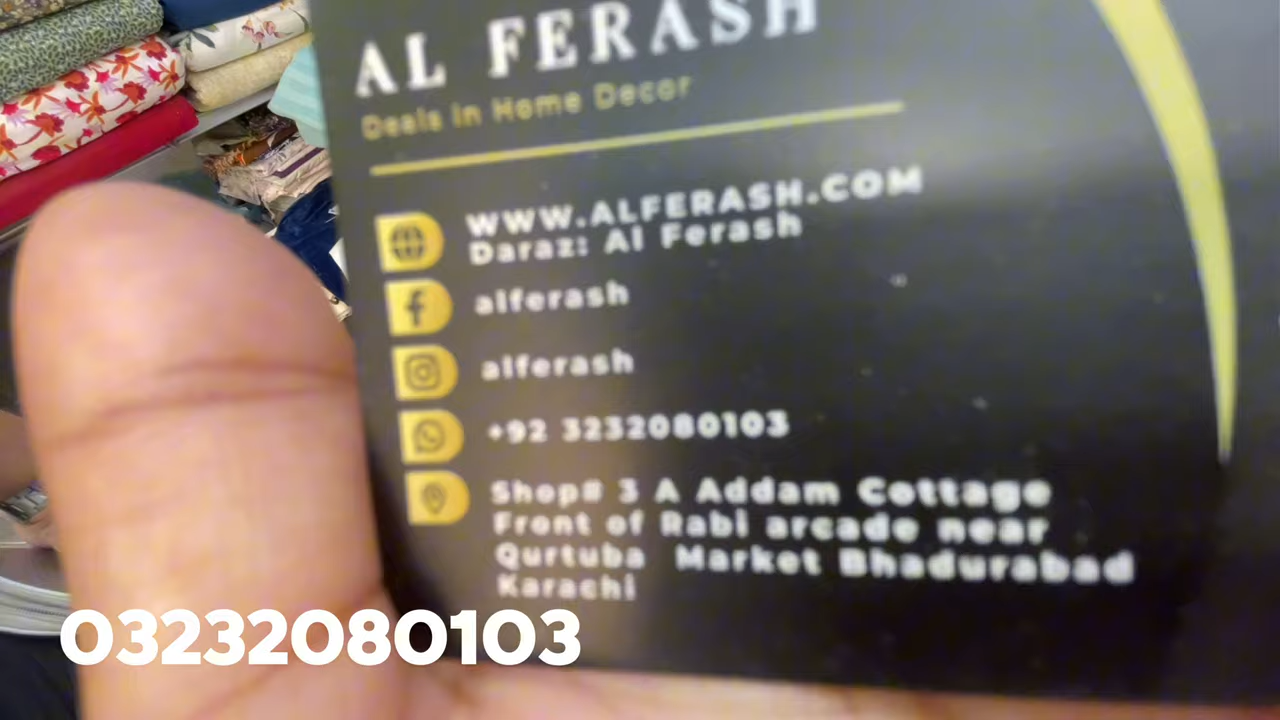 AL FERASH
Deals in Home Decor
WWW.ALFERASH.COM
Daraz: Al Ferash
alferash
alferash
+92 3232080103
Shop# 3 A Addam Cottage
Front of Rabi arcade near
Qurtuba Market Bhadurabad
Karachi
03232080103